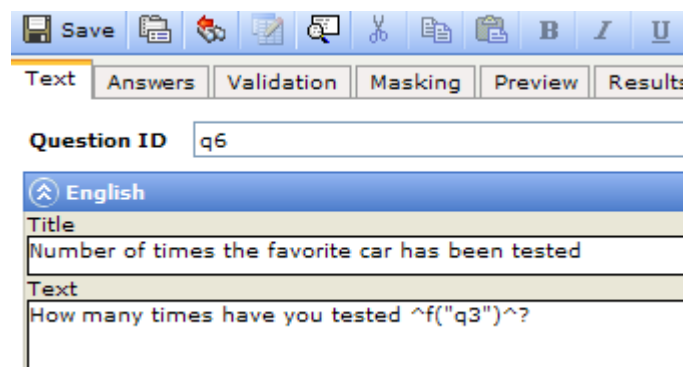 Save B I U
Text Answers Validation Masking Preview Results
Question ID q6
English
Title
Number of times the favorite car has been tested
Text
How many times have you tested ^f("q3")^?